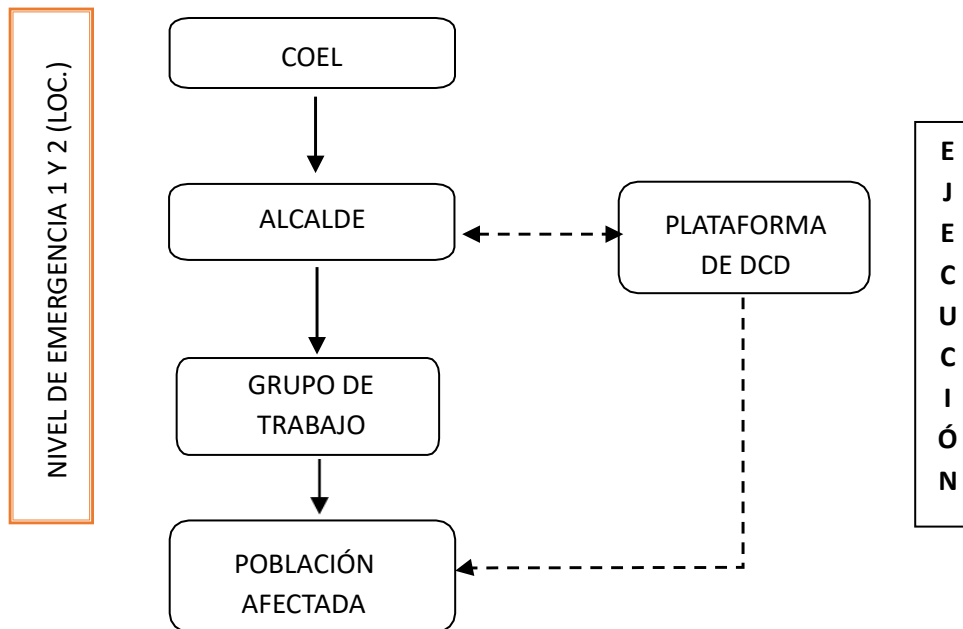 NIVEL DE EMERGENCIA 1 Y 2 (LOC.)
COEL
ALCALDE
PLATAFORMA
DE DCD
GRUPO DE
TRABAJO
POBLACIÓN
AFECTADA
E
J
E
C
U
C
I
Ó
N